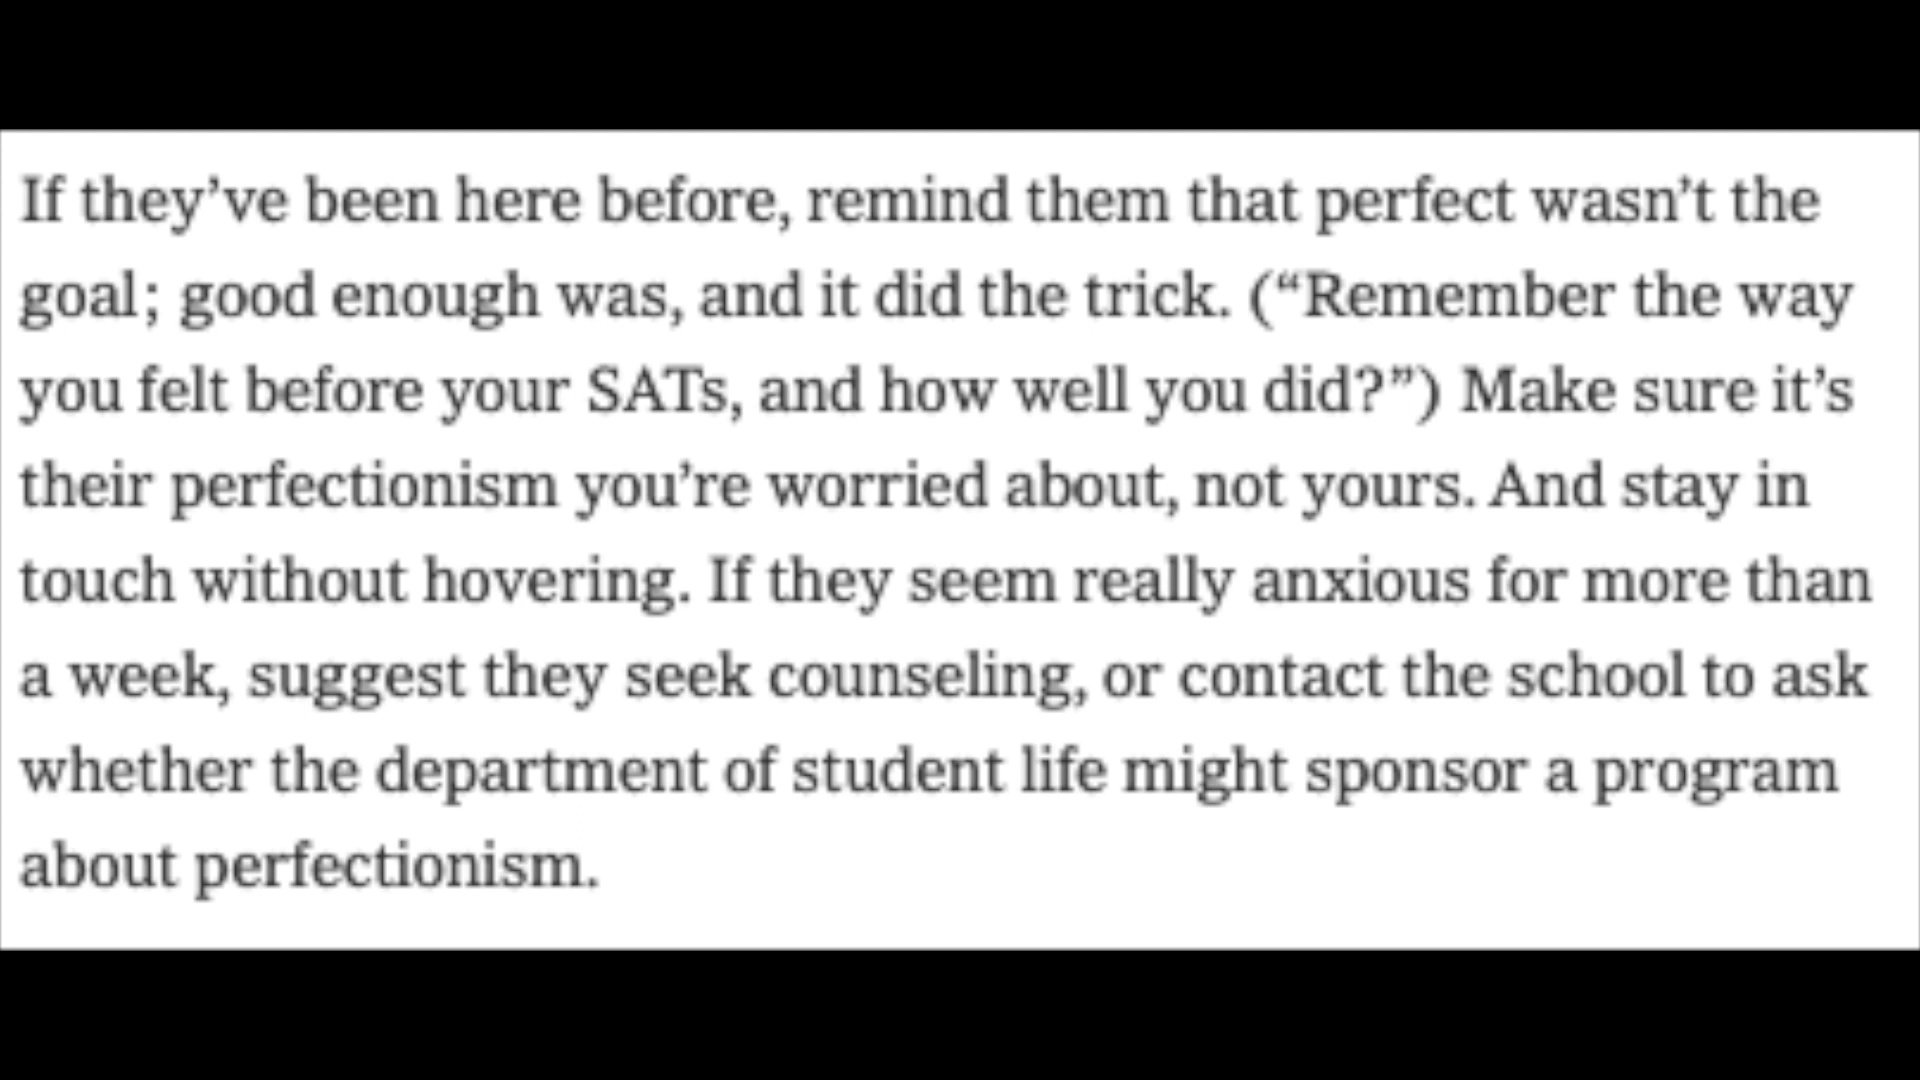 If they’ve been here before, remind them that perfect wasn’t the
goal; good enough was, and it did the trick. (“Remember the way
you felt before your SATs, and how well you did?”) Make sure it’s
their perfectionism you’re worried about, not yours. And stay in
touch without hovering. If they seem really anxious for more than
a week, suggest they seek counseling, or contact the school to ask
whether the department of student life might sponsor a program
about perfectionism.